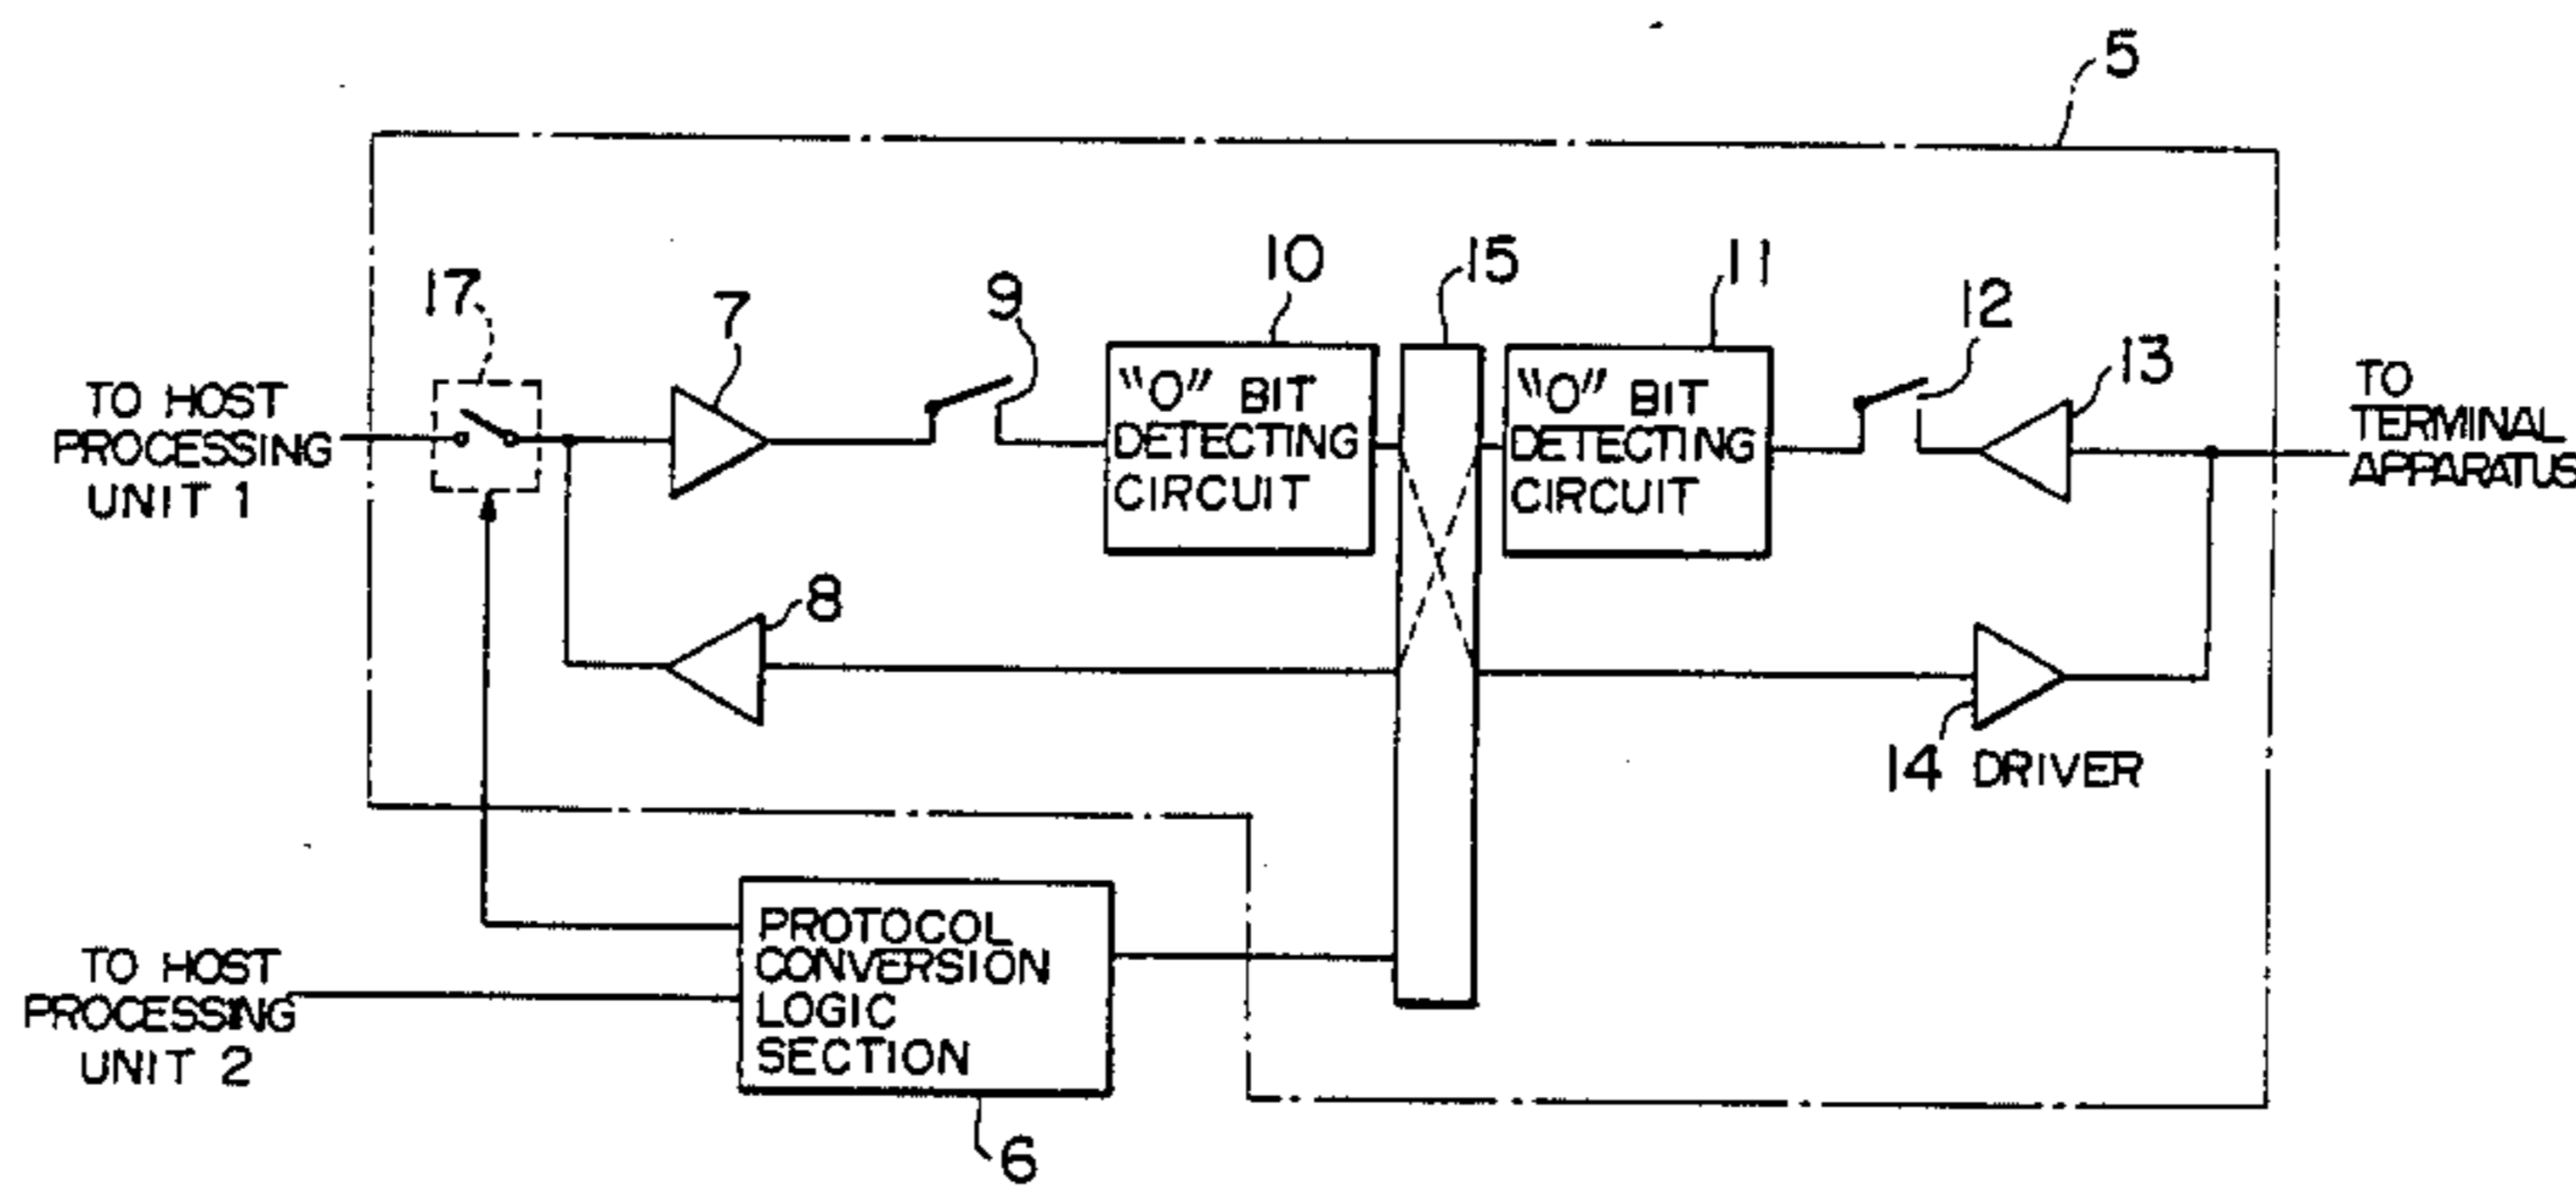 5
17
7
9
10
15
11
12
13
TO HOST
PROCESSING
UNIT 1
"0" BIT
DETECTING
CIRCUIT
"0" BIT
DETECTING
CIRCUIT
TO
TERMINAL
APPARATUS
8
14 DRIVER
TO HOST
PROCESSING
UNIT 2
PROTOCOL
CONVERSION
LOGIC
SECTION
6